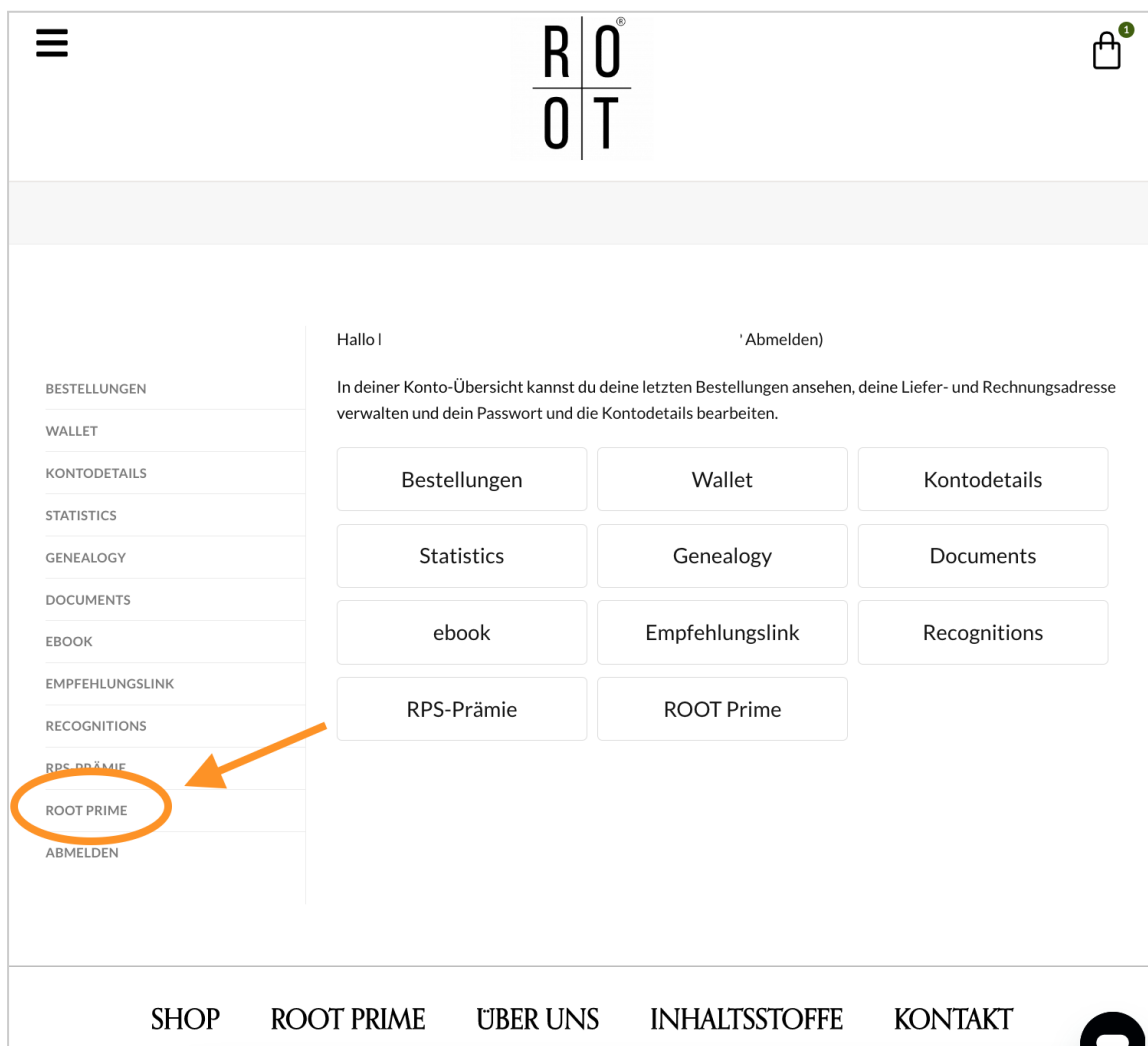 R O®
O T
1
Hallo
Abmelden)
In deiner Konto-Übersicht kannst du deine letzten Bestellungen ansehen, deine Liefer- und Rechnungsadresse
verwalten und dein Passwort und die Kontodetails bearbeiten.
BESTELLUNGEN
WALLET
KONTODETAILS
STATISTICS
GENEALOGY
DOCUMENTS
EBOOK
EMPFEHLUNGSLINK
RECOGNITIONS
RPS-PRÄMIE
ROOT PRIME
ABMELDEN
Bestellungen Wallet Kontodetails
Statistics Genealogy Documents
ebook Empfehlungslink Recognitions
RPS-Prämie ROOT Prime
SHOP ROOT PRIME ÜBER UNS INHALTSSTOFFE KONTAKT